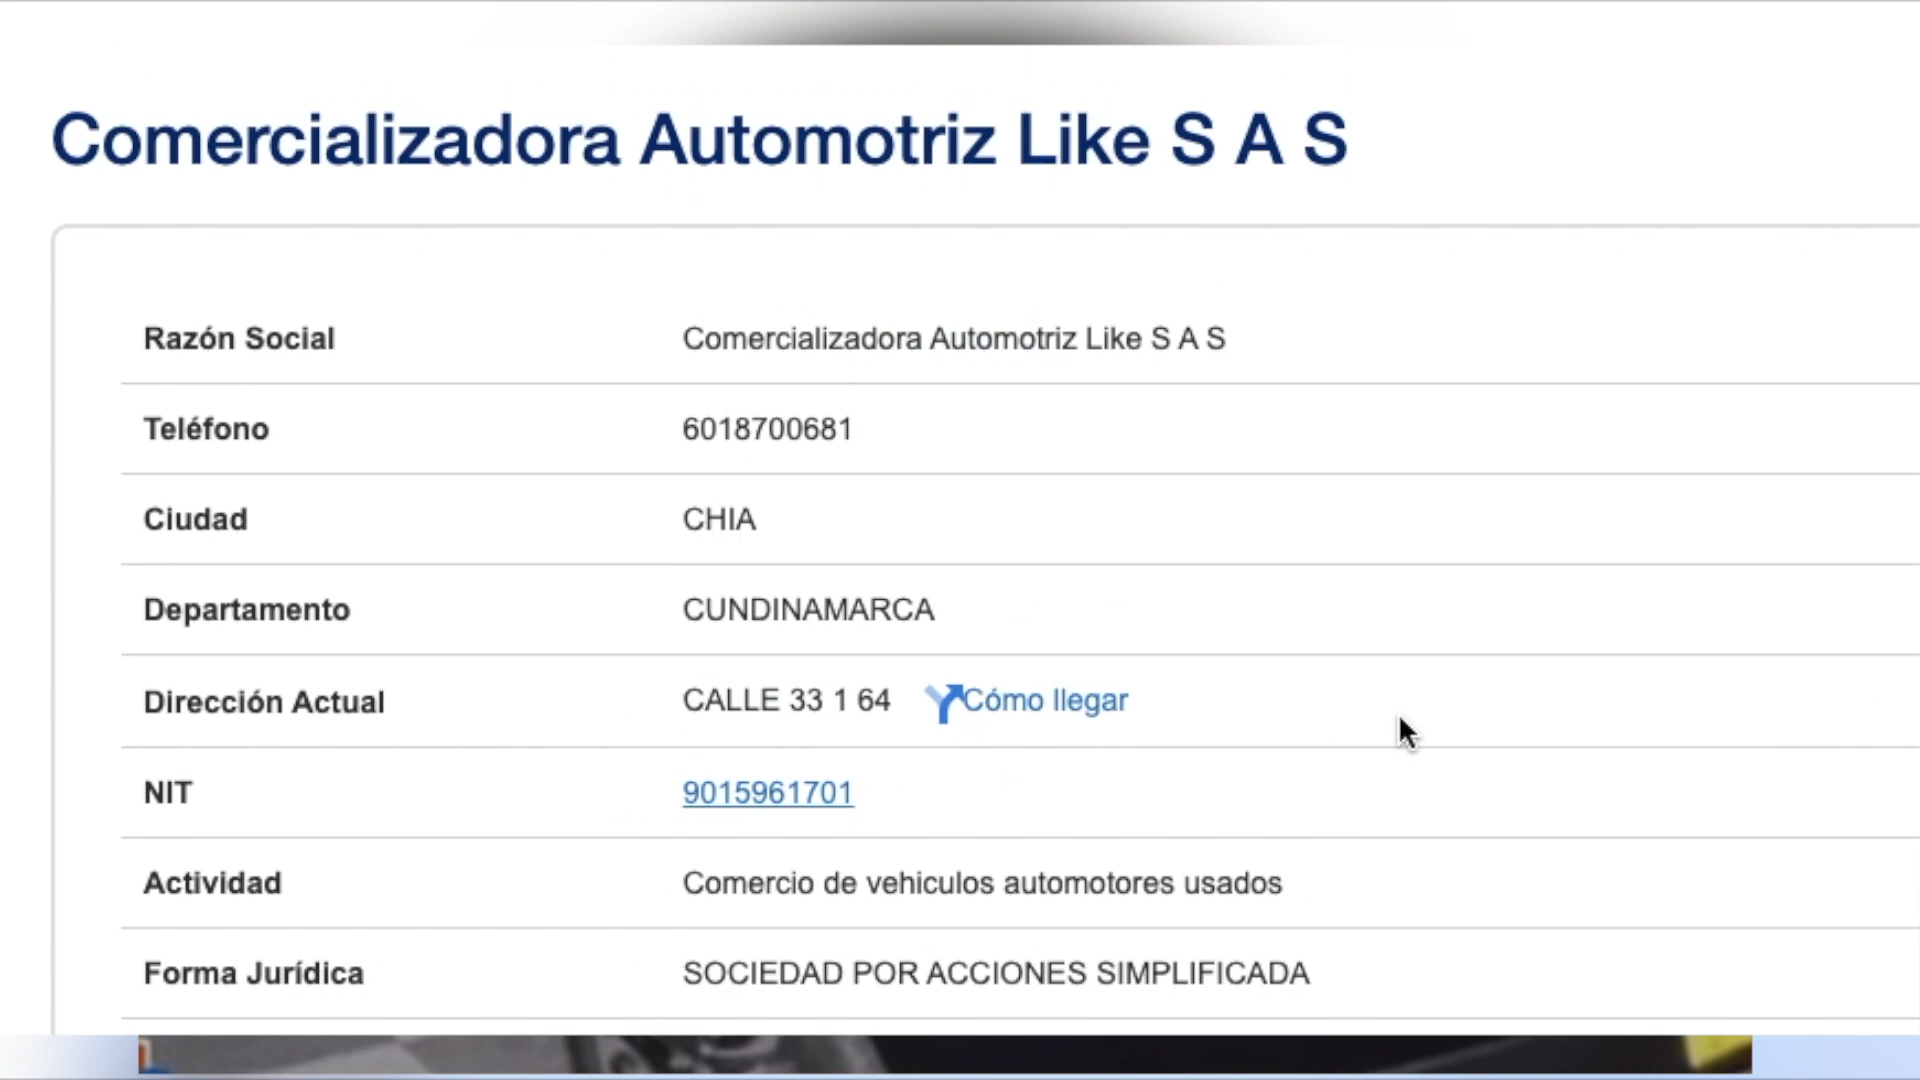 Comercializadora Automotriz Like S A S
Razón Social Comercializadora Automotriz Like S A S
Teléfono 6018700681
Ciudad CHIA
Departamento CUNDINAMARCA
Dirección Actual CALLE 33 1 64 Cómo llegar
NIT 9015961701
Actividad Comercio de vehiculos automotores usados
Forma Jurídica SOCIEDAD POR ACCIONES SIMPLIFICADA